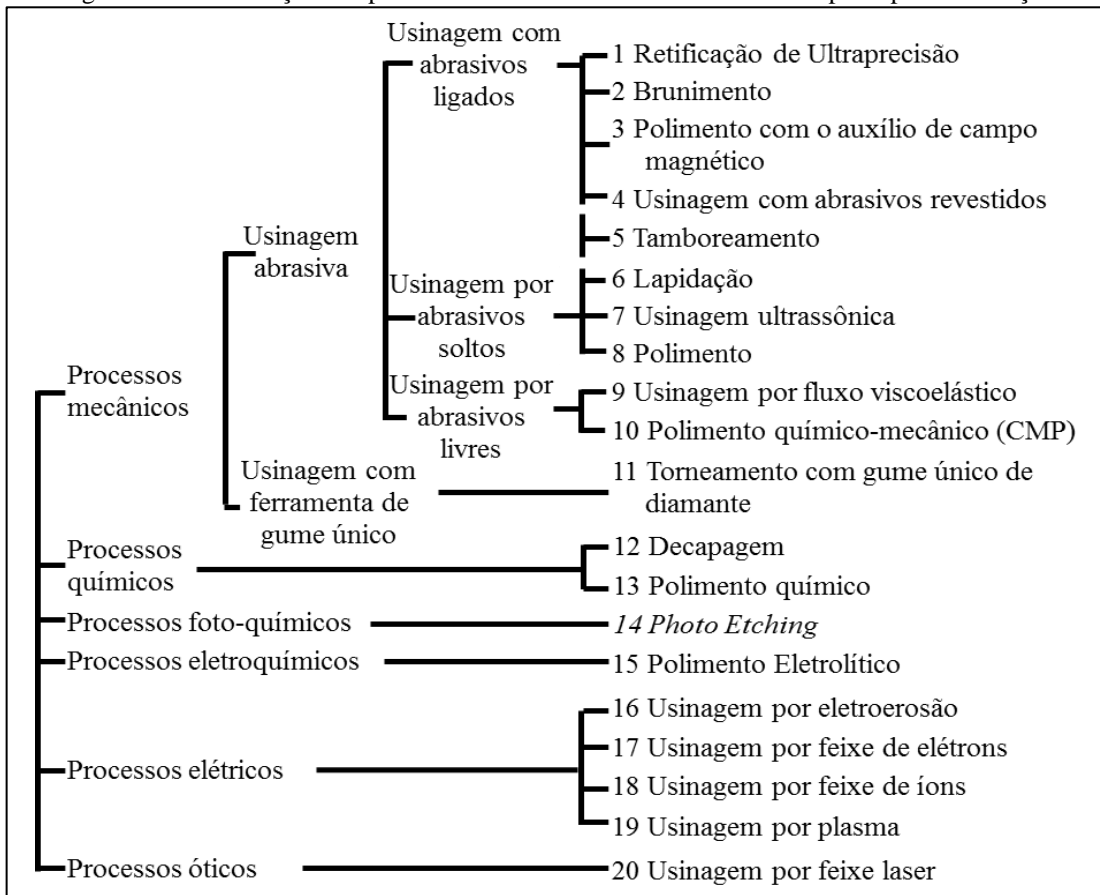 Usinagem com
abrasivos
ligados
1 Retificação de Ultraprecisão
2 Brunimento
3 Polimento com o auxílio de campo
magnético
4 Usinagem com abrasivos revestidos
5 Tamboreamento
Usinagem
abrasiva
Usinagem por
abrasivos
soltos
6 Lapidação
7 Usinagem ultrassônica
8 Polimento
Processos
mecânicos
Usinagem por
abrasivos
livres
9 Usinagem por fluxo viscoelástico
10 Polimento químico-mecânico (CMP)
Usinagem com
ferramenta de
gume único
11 Torneamento com gume único de
diamante
Processos
químicos
12 Decapagem
13 Polimento químico
Processos foto-químicos
14 Photo Etching
Processos eletroquímicos
15 Polimento Eletrolítico
Processos elétricos
16 Usinagem por eletroerosão
17 Usinagem por feixe de elétrons
18 Usinagem por feixe de íons
19 Usinagem por plasma
Processos óticos
20 Usinagem por feixe laser